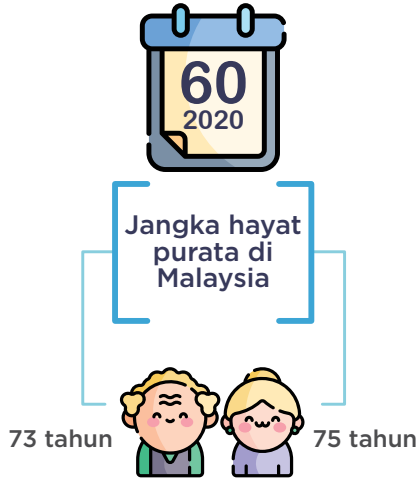 60
2020
Jangka hayat
purata di
Malaysia
73 tahun
75 tahun